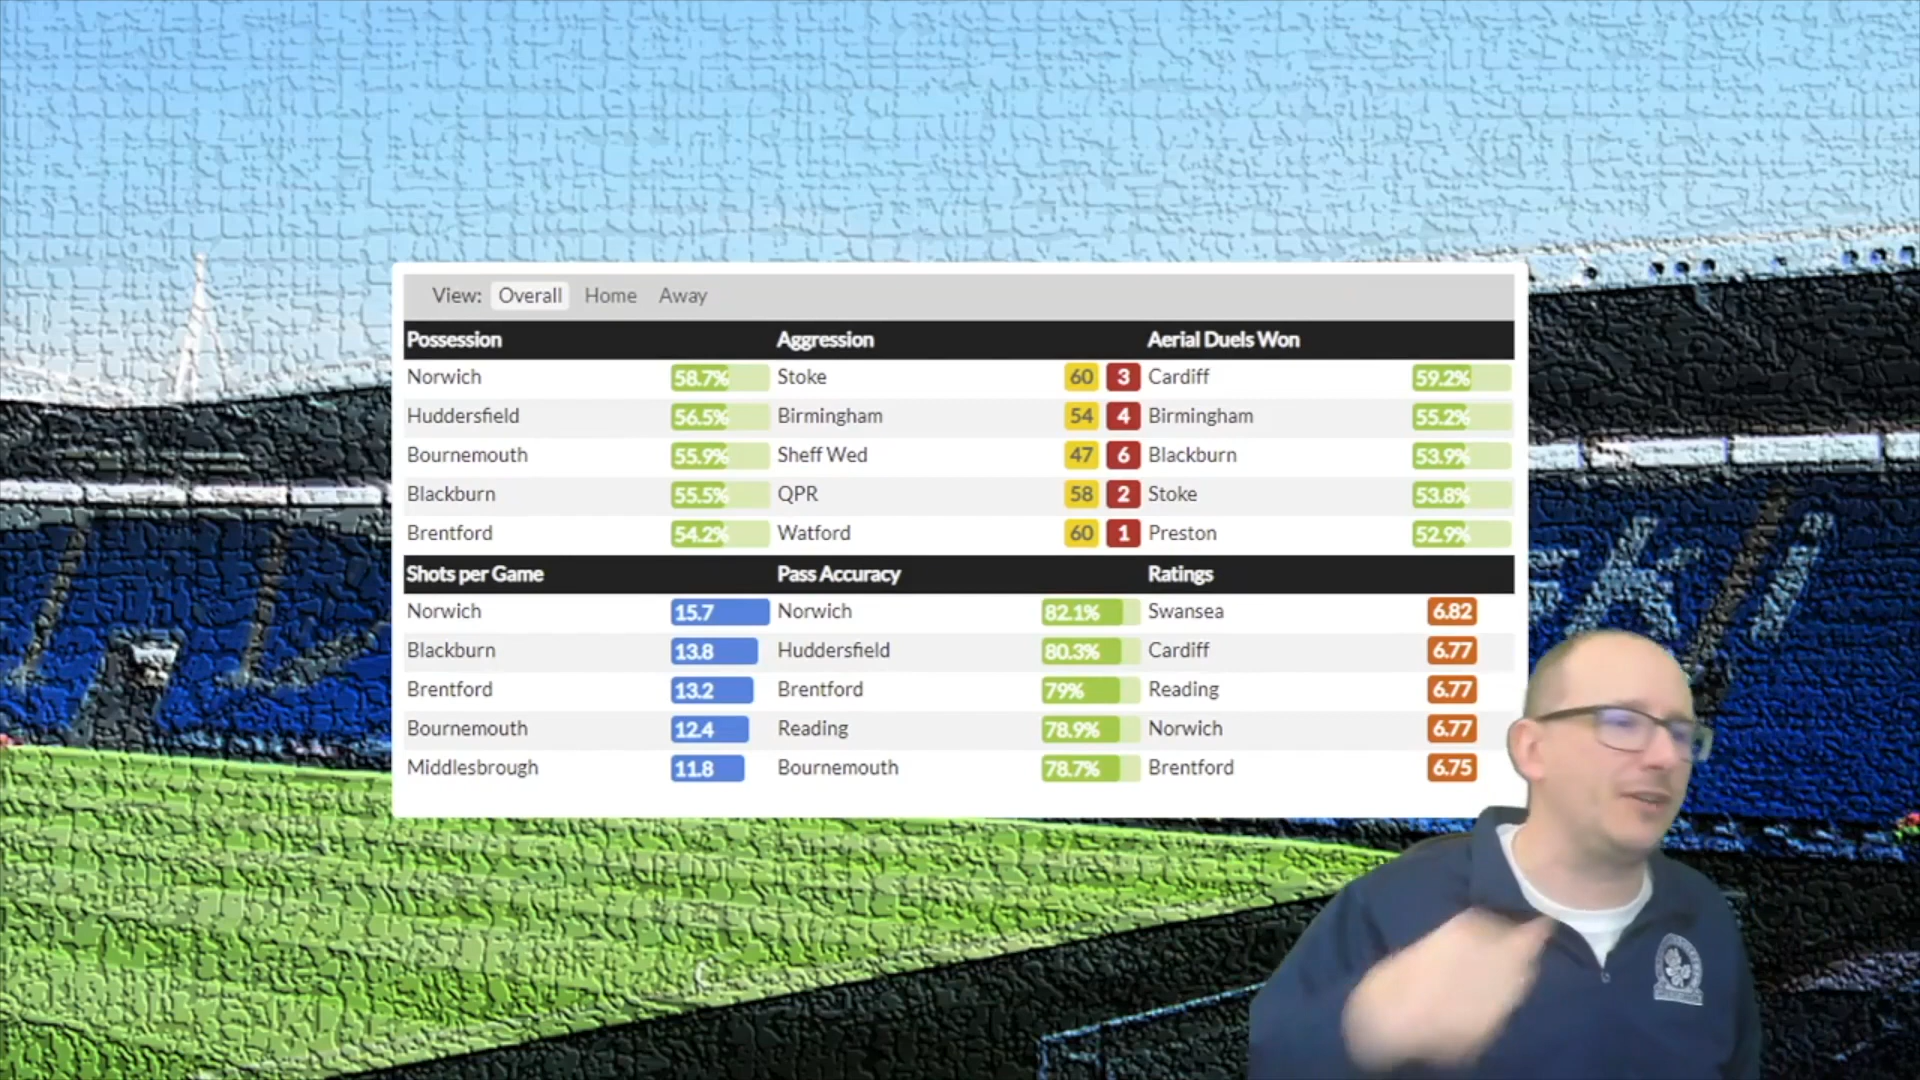 View: Overall Home Away
Possession Aggression Aerial Duels Won
Norwich 58.7% Stoke 60 3 Cardiff 59.2%
Huddersfield 56.5% Birmingham 54 4 Birmingham 55.2%
Bournemouth 55.9% Sheff Wed 47 6 Blackburn 53.9%
Blackburn 55.5% QPR 58 2 Stoke 53.8%
Brentford 54.2% Watford 60 1 Preston 52.9%
Shots per Game Pass Accuracy Ratings
Norwich 15.7 Norwich 82.1% Swansea 6.82
Blackburn 13.8 Huddersfield 80.3% Cardiff 6.77
Brentford 13.2 Brentford 79% Reading 6.77
Bournemouth 12.4 Reading 78.9% Norwich 6.77
Middlesbrough 11.8 Bournemouth 78.7% Brentford 6.75